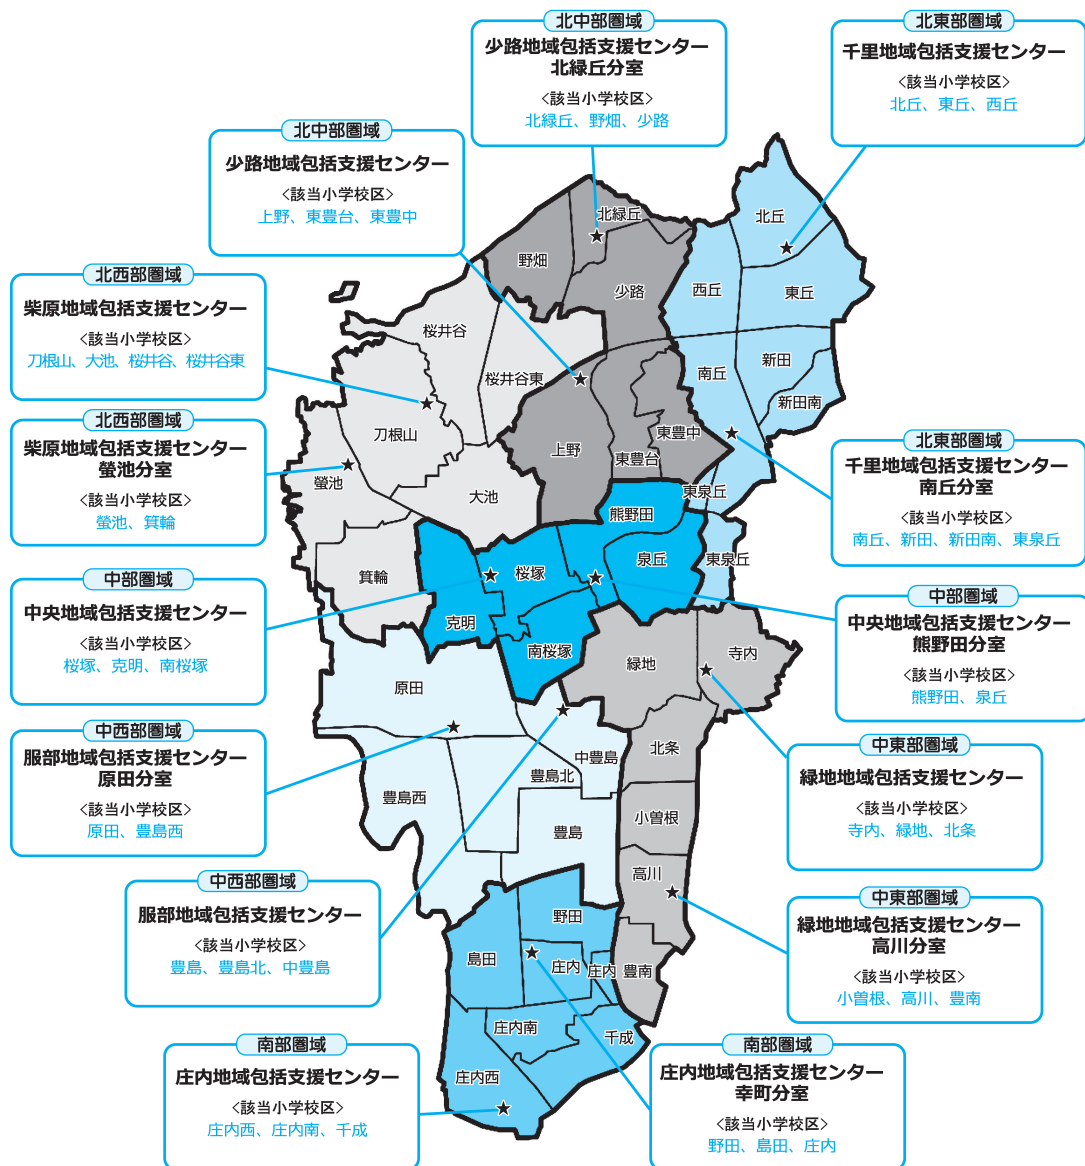 北中部圏域
少路地域包括支援センター
北緑丘分室
<該当小学校区>
北緑丘、野畑、少路
北東部圏域
千里地域包括支援センター
<該当小学校区>
北丘、東丘、西丘
北中部圏域
少路地域包括支援センター
<該当小学校区>
上野、東豊台、東豊中
北西部圏域
柴原地域包括支援センター
<該当小学校区>
刀根山、大池、桜井谷、桜井谷東
北西部圏域
柴原地域包括支援センター
螢池分室
<該当小学校区>
螢池、箕輪
中部圏域
中央地域包括支援センター
<該当小学校区>
桜塚、克明、南桜塚
中西部圏域
服部地域包括支援センター
原田分室
<該当小学校区>
原田、豊島西
中西部圏域
服部地域包括支援センター
<該当小学校区>
豊島、豊島北、中豊島
南部圏域
庄内地域包括支援センター
<該当小学校区>
庄内西、庄内南、千成
北東部圏域
千里地域包括支援センター
南丘分室
<該当小学校区>
南丘、新田、新田南、東泉丘
中部圏域
中央地域包括支援センター
熊野田分室
<該当小学校区>
熊野田、泉丘
中東部圏域
緑地地域包括支援センター
<該当小学校区>
寺内、緑地、北条
中東部圏域
緑地地域包括支援センター
高川分室
<該当小学校区>
小曽根、高川、豊南
南部圏域
庄内地域包括支援センター
幸町分室
<該当小学校区>
野田、島田、庄内
北緑丘
北丘
野畑
少路
西丘
東丘
桜井谷
桜井谷東
南丘
新田
新田南
刀根山
上野
東豊中
東豊台
螢池
大池
東泉丘
熊野田
箕輪
桜塚
泉丘
東泉丘
克明
南桜塚
緑地
寺内
原田
北条
中豊島
豊島北
豊島西
小曽根
豊島
高川
野田
島田
庄内
庄内
豊南
庄内南
千成
庄内西